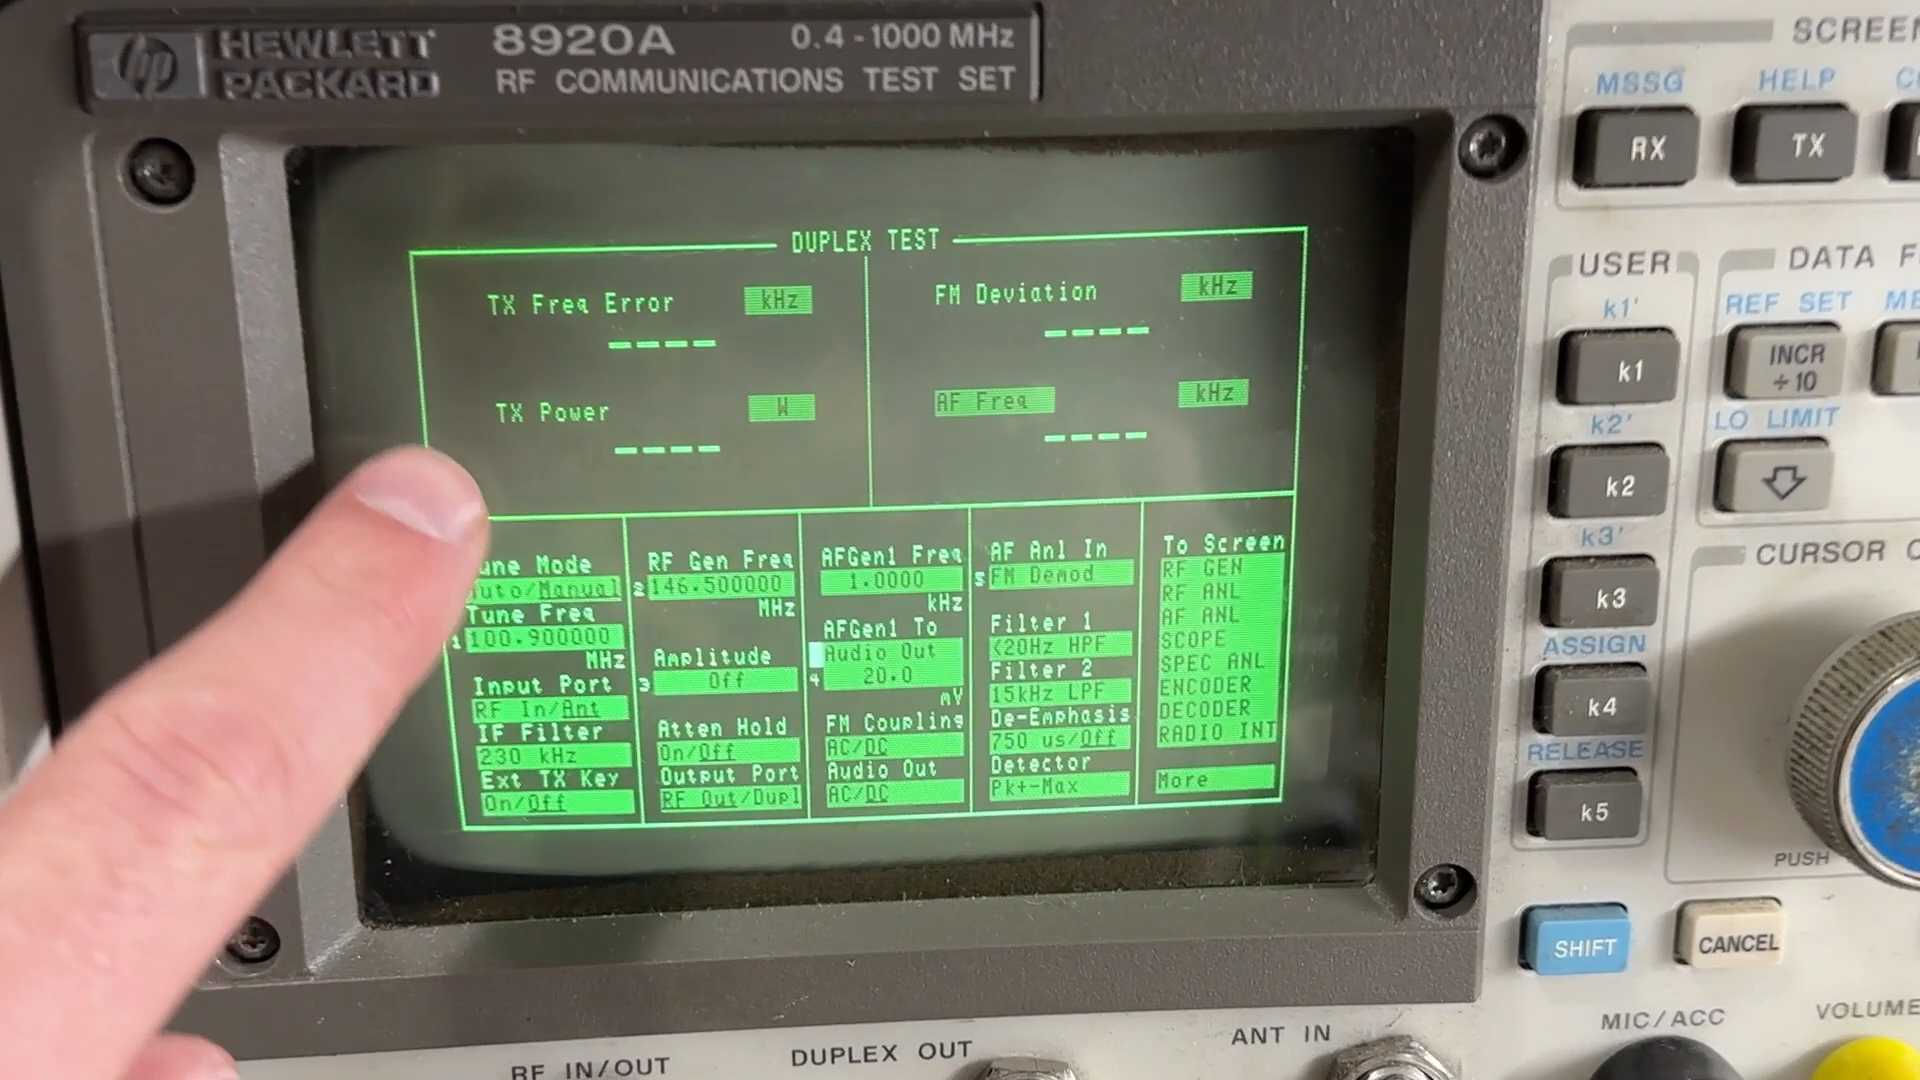 hp HEWLETT PACKARD 8920A 0.4 - 1000 MHz
RF COMMUNICATIONS TEST SET
DUPLEX TEST
TX Freq Error kHz
----
TX Power W
----
FM Deviation kHz
----
AF Freq kHz
----
une Mode
uto/Manual
Tune Freq
1 100.900000
MHz
Input Port
RF In/Ant
IF Filter
230 kHz
Ext TX Key
On/Off
RF Gen Freq
2 146.500000
MHz
Amplitude
3 Off
Atten Hold
On/Off
Output Port
RF Out/Dupl
AFGen1 Freq
1.0000
kHz
AFGen1 To
Audio Out
4 20.0
mV
FM Coupling
AC/DC
Audio Out
AC/DC
AF Anl In
5 FM Demod
Filter 1
<20Hz HPF
Filter 2
15kHz LPF
De-Emphasis
750 us/Off
Detector
Pk+-Max
To Screen
RF GEN
RF ANL
AF ANL
SCOPE
SPEC ANL
ENCODER
DECODER
RADIO INT
More
SCREEN
MSSG HELP
RX TX
USER
k1'
k1
k2'
k2
k3'
k3
ASSIGN
k4
RELEASE
k5
DATA
REF SET
INCR ÷10
LO LIMIT
CURSOR
PUSH
SHIFT CANCEL
MIC/ACC VOLUME
RF IN/OUT DUPLEX OUT ANT IN